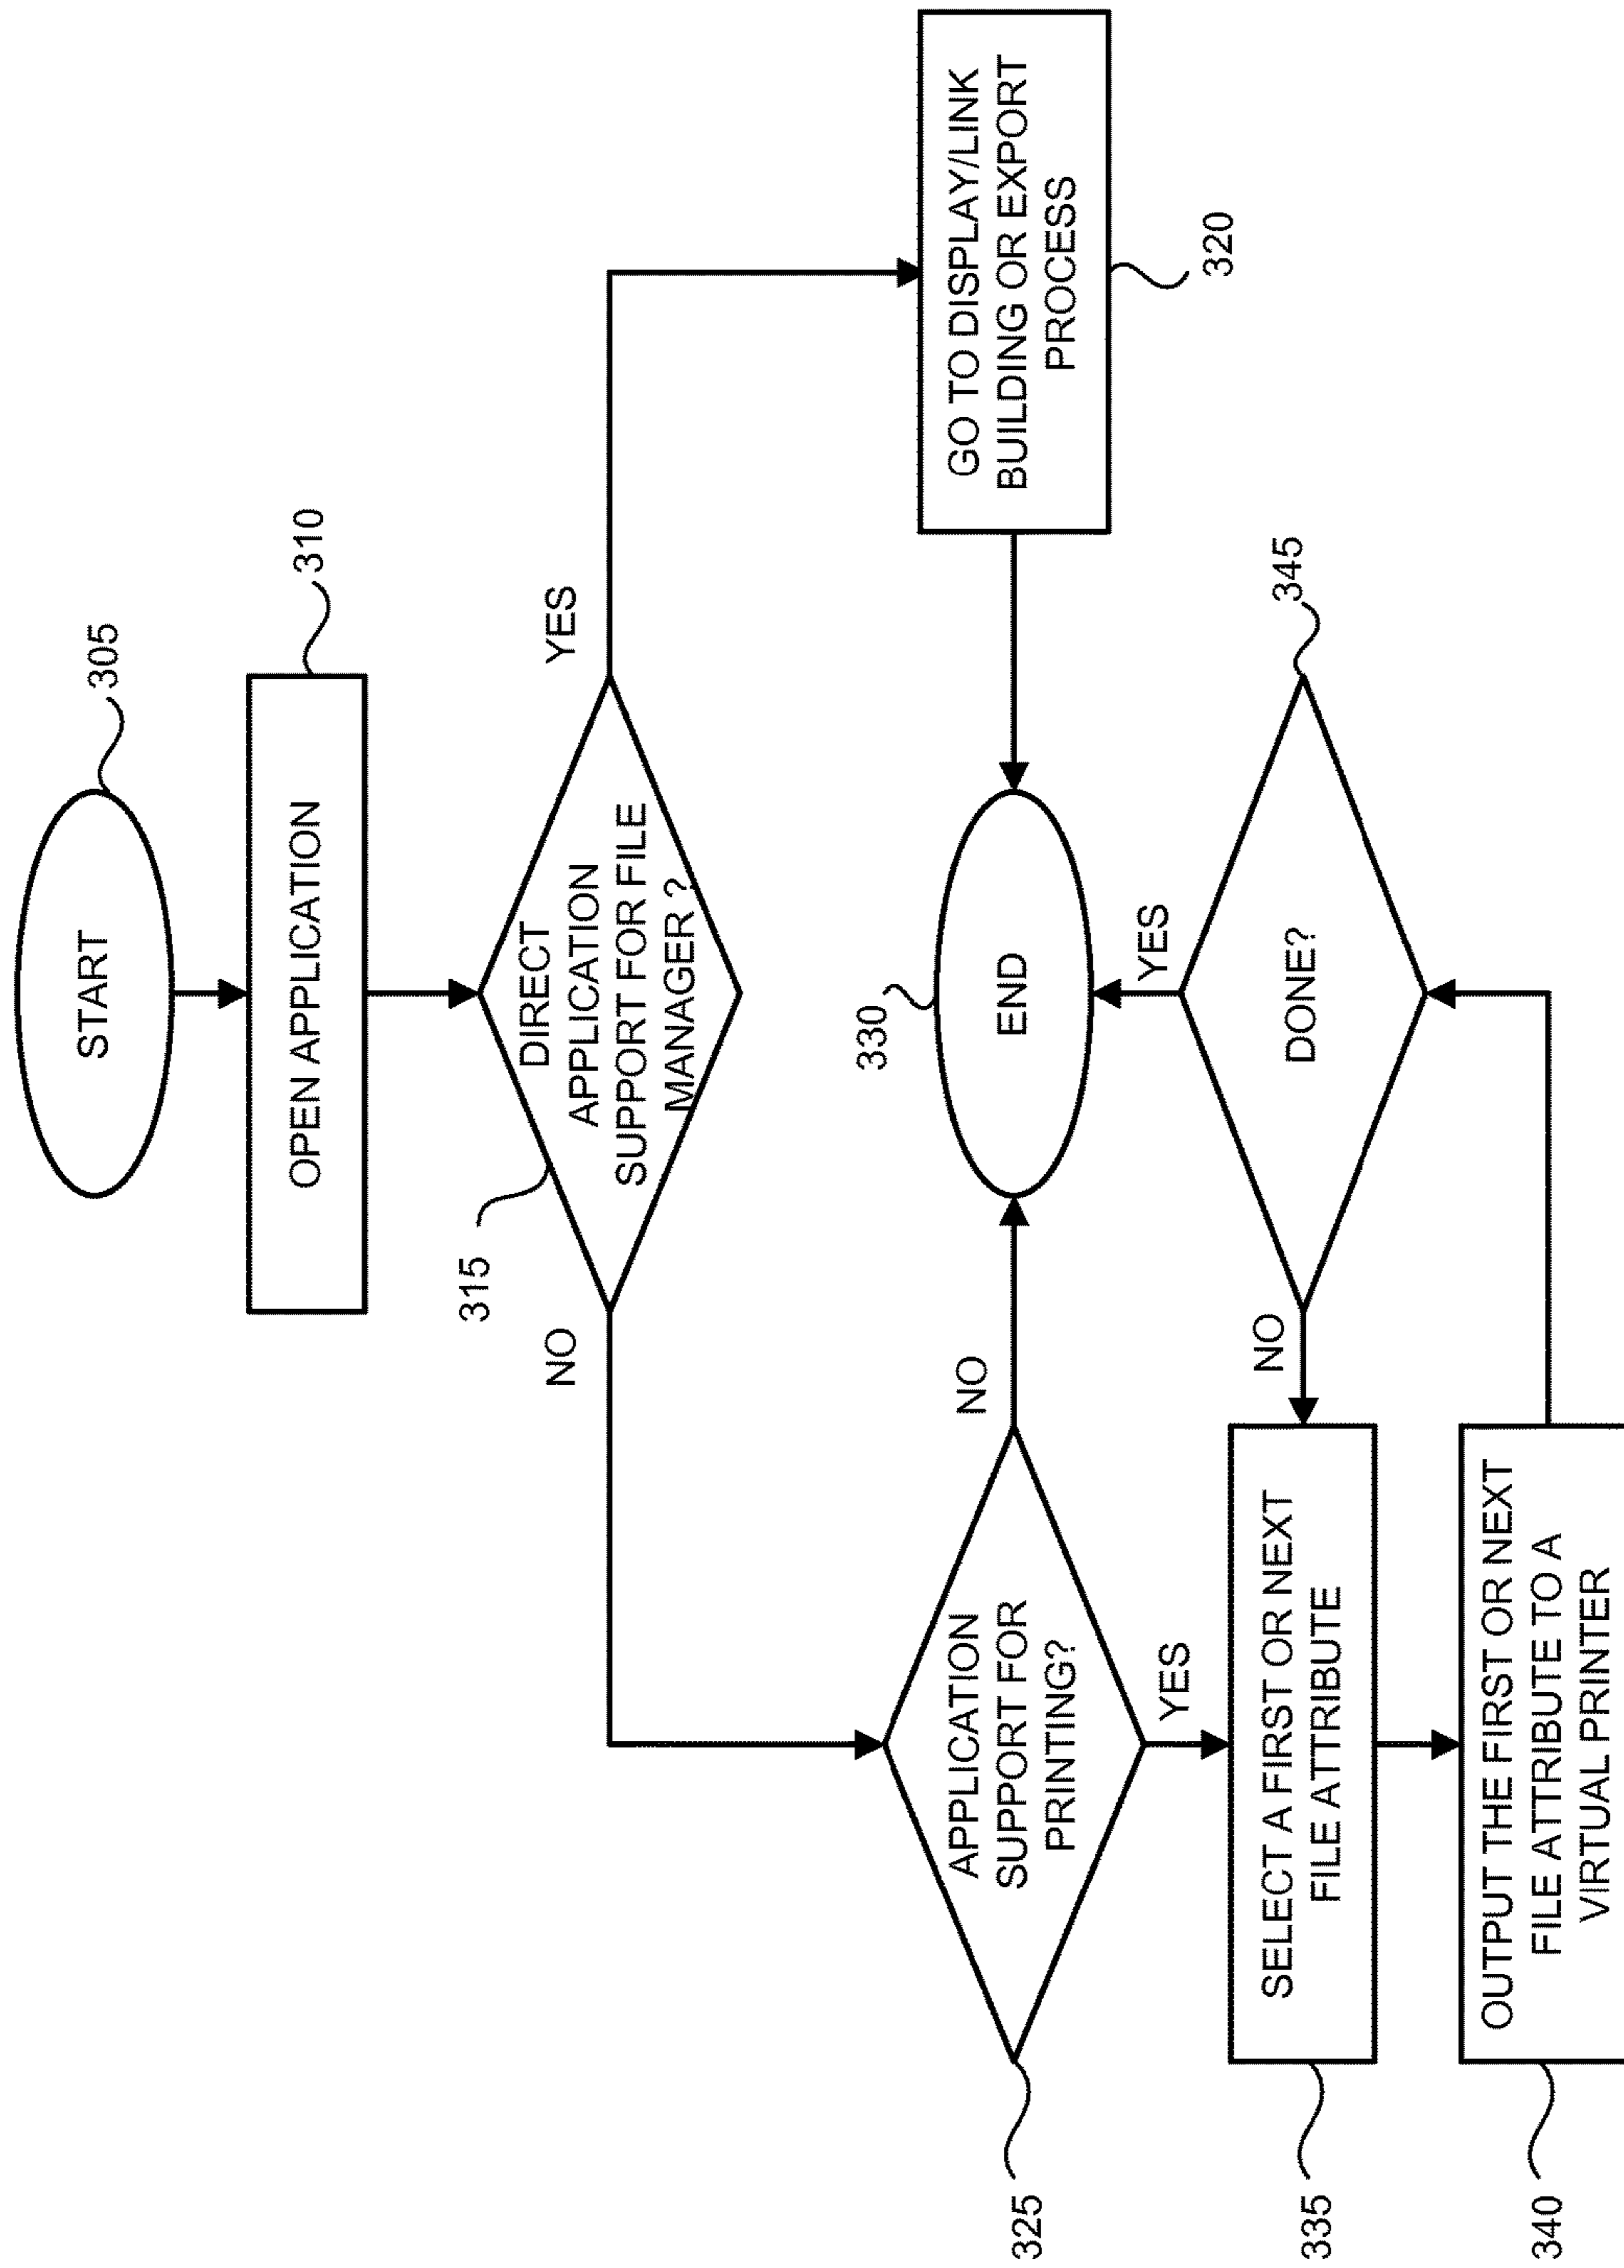 START
305
OPEN APPLICATION
310
DIRECT
APPLICATION
SUPPORT FOR FILE
MANAGER ?
315
NO
YES
GO TO DISPLAY/LINK
BUILDING OR EXPORT
PROCESS
320
APPLICATION
SUPPORT FOR
PRINTING?
325
NO
YES
END
330
SELECT A FIRST OR NEXT
FILE ATTRIBUTE
335
NO
DONE?
YES
345
OUTPUT THE FIRST OR NEXT
FILE ATTRIBUTE TO A
VIRTUAL PRINTER
340